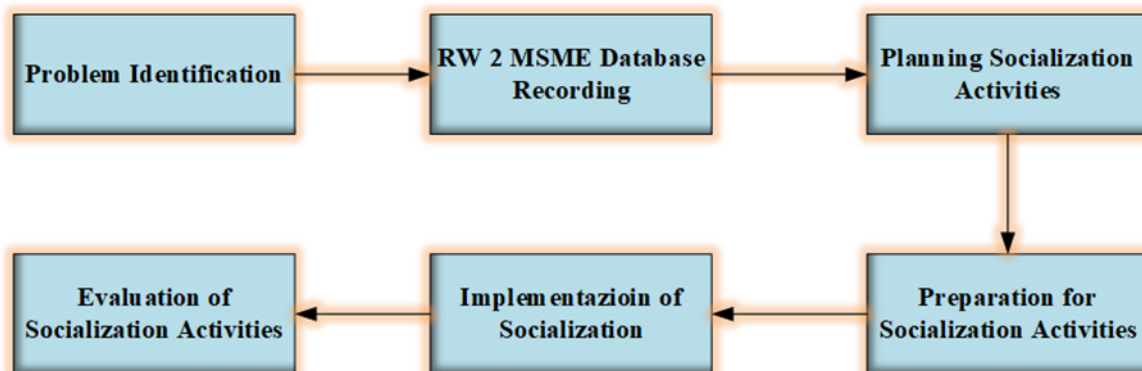 Problem Identification
RW 2 MSME Database
Recording
Planning Socialization
Activities
Preparation for
Socialization Activities
Implementazioin of
Socialization
Evaluation of
Socialization Activities